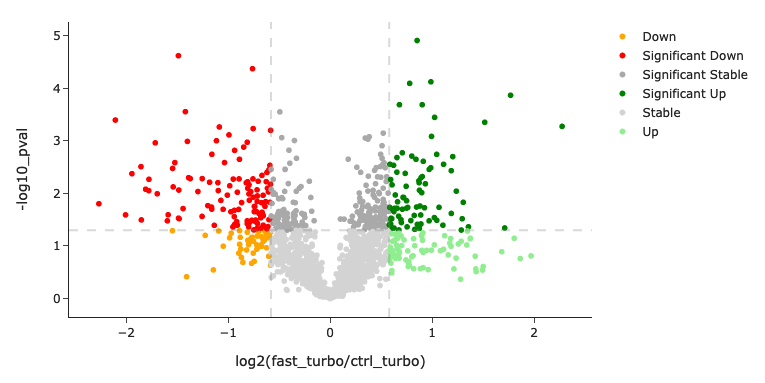 5
4
3
2
1
0
-log10_pval
−2
−1
0
1
2
log2(fast_turbo/ctrl_turbo)
Down
Significant Down
Significant Stable
Significant Up
Stable
Up